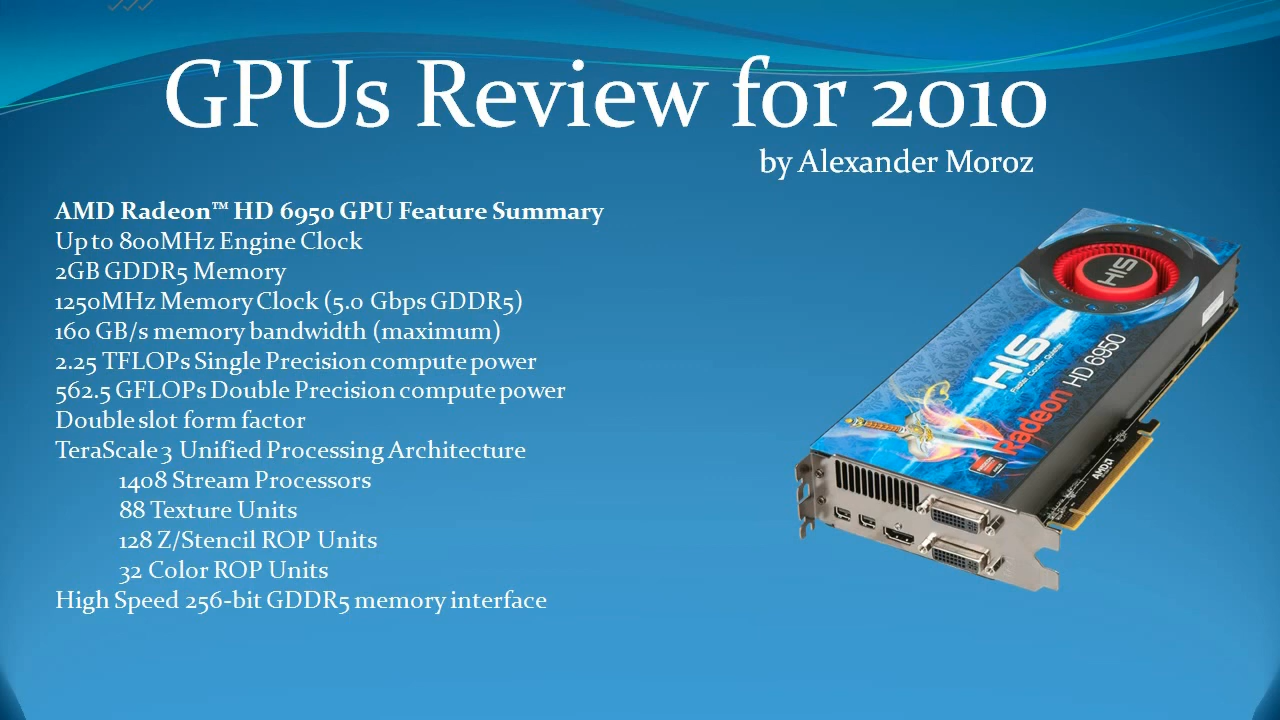 GPUs Review for 2010
by Alexander Moroz
AMD Radeon™ HD 6950 GPU Feature Summary
Up to 800MHz Engine Clock
2GB GDDR5 Memory
1250MHz Memory Clock (5.0 Gbps GDDR5)
160 GB/s memory bandwidth (maximum)
2.25 TFLOPs Single Precision compute power
562.5 GFLOPs Double Precision compute power
Double slot form factor
TeraScale 3 Unified Processing Architecture
1408 Stream Processors
88 Texture Units
128 Z/Stencil ROP Units
32 Color ROP Units
High Speed 256-bit GDDR5 memory interface
HIS
HIS
Faster, Cooler, Quieter
Radeon HD 6950
AMD